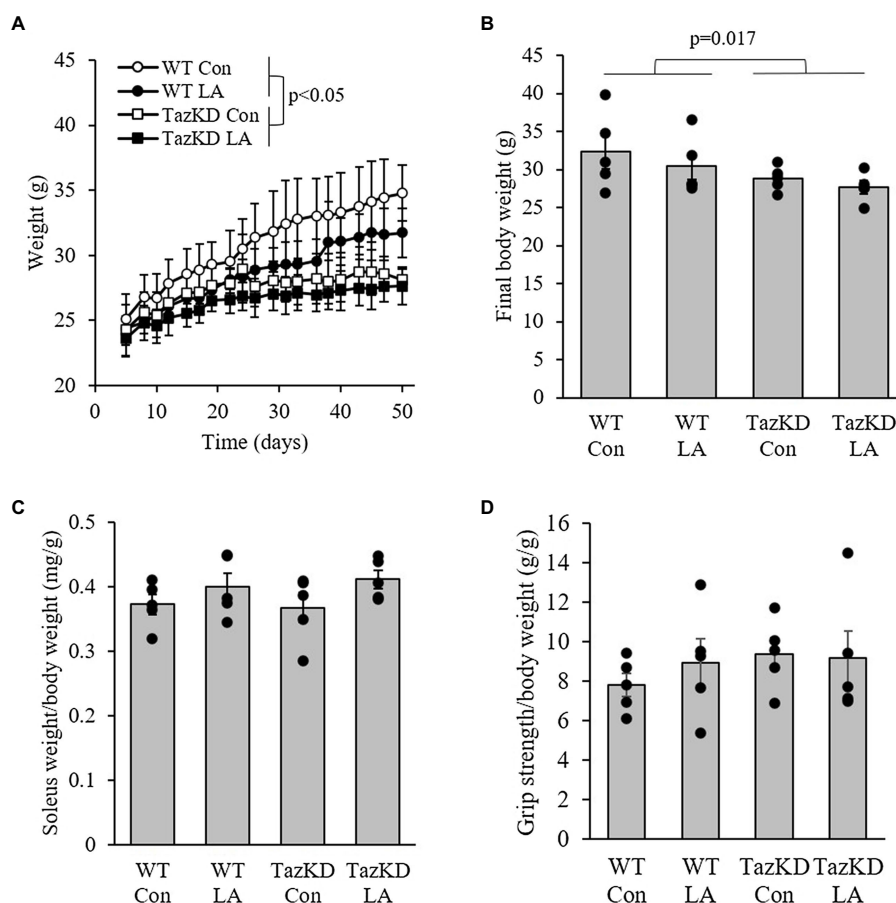 A
45
40
35
30
25
20
Weight (g)
WT Con
WT LA
TazKD Con
TazKD LA
p<0.05
0 10 20 30 40 50
Time (days)
B
p=0.017
45
40
35
30
25
20
15
10
5
0
Final body weight (g)
WT WT TazKD TazKD
Con LA Con LA
C
0.5
0.4
0.3
0.2
0.1
0
Soleus weight/body weight (mg/g)
WT WT TazKD TazKD
Con LA Con LA
D
16
14
12
10
8
6
4
2
0
Grip strength/body weight (g/g)
WT WT TazKD TazKD
Con LA Con LA